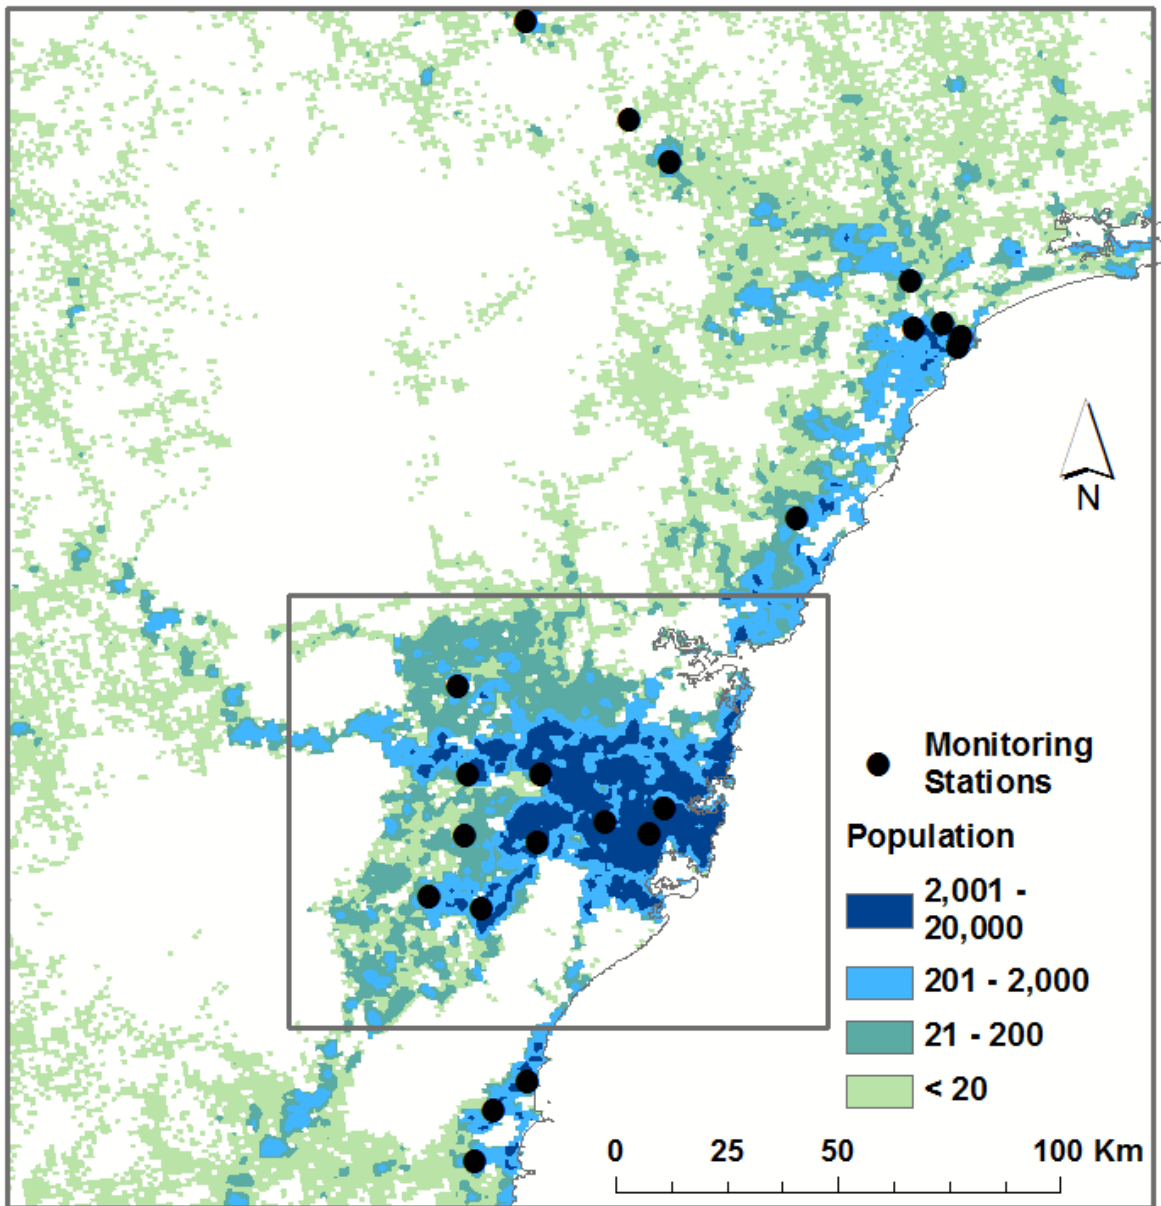 N
Monitoring
Stations
Population
2,001 -
20,000
201 - 2,000
21 - 200
< 20
0 25 50 100 Km